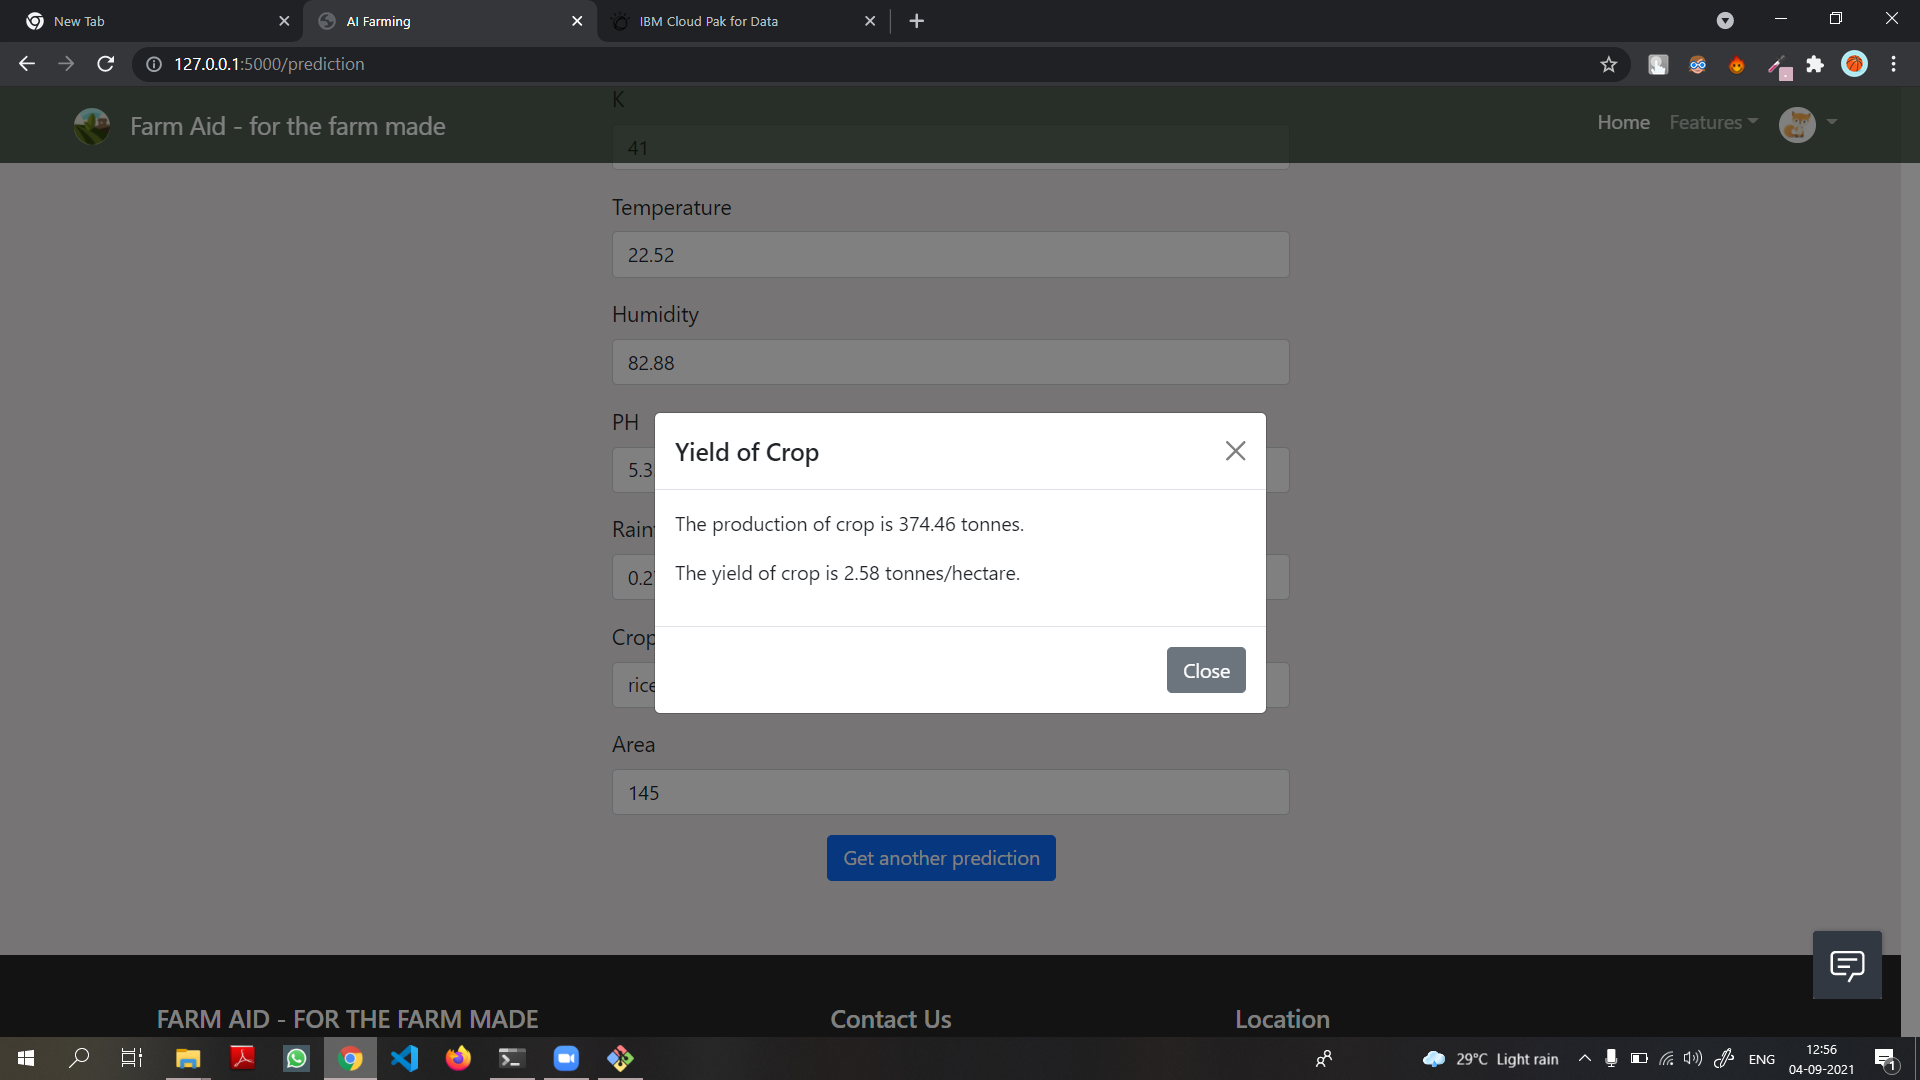 New Tab
AI Farming
IBM Cloud Pak for Data
127.0.0.1:5000/prediction
K
Farm Aid - for the farm made
Home
Features
41
Temperature
22.52
Humidity
82.88
PH
5.3
Yield of Crop
The production of crop is 374.46 tonnes.
Rain
The yield of crop is 2.58 tonnes/hectare.
0.2
Crop
rice
Close
Area
145
Get another prediction
FARM AID - FOR THE FARM MADE
Contact Us
Location
29°C Light rain
ENG
12:56
04-09-2021
1